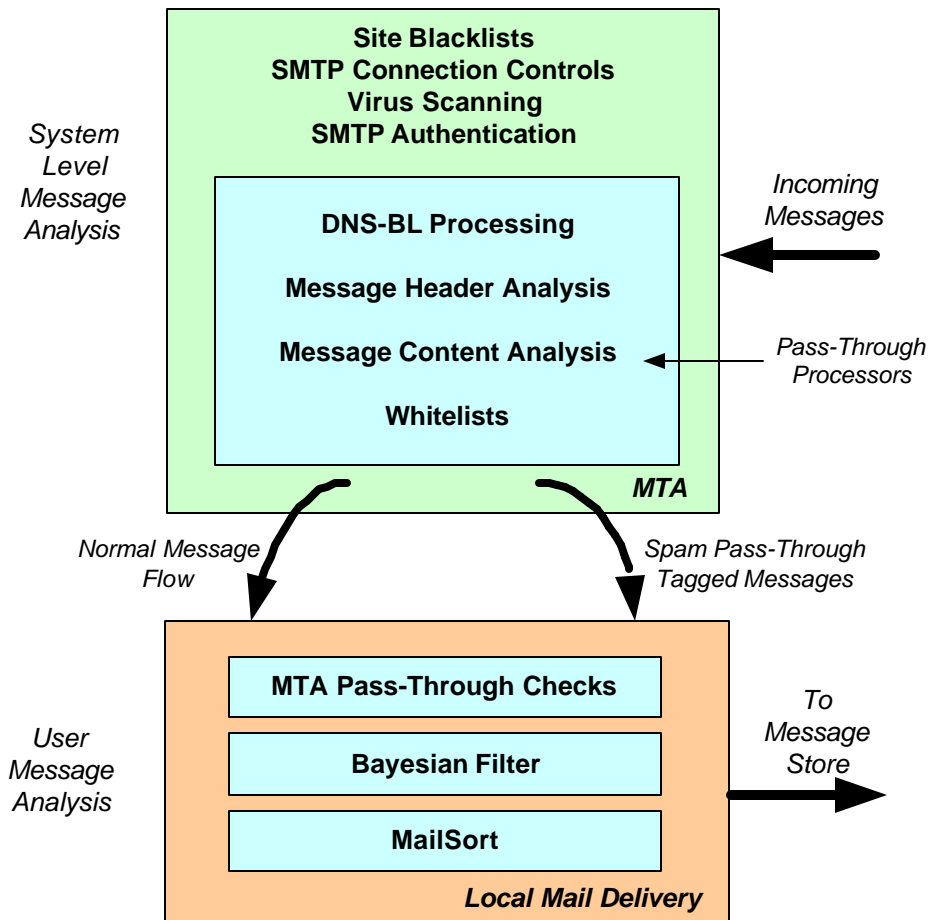 Site Blacklists
SMTP Connection Controls
Virus Scanning
SMTP Authentication
System
Level
Message
Analysis
DNS-BL Processing
Message Header Analysis
Message Content Analysis
Whitelists
Incoming
Messages
Pass-Through
Processors
MTA
Normal Message
Flow
Spam Pass-Through
Tagged Messages
User
Message
Analysis
MTA Pass-Through Checks
Bayesian Filter
MailSort
Local Mail Delivery
To
Message
Store